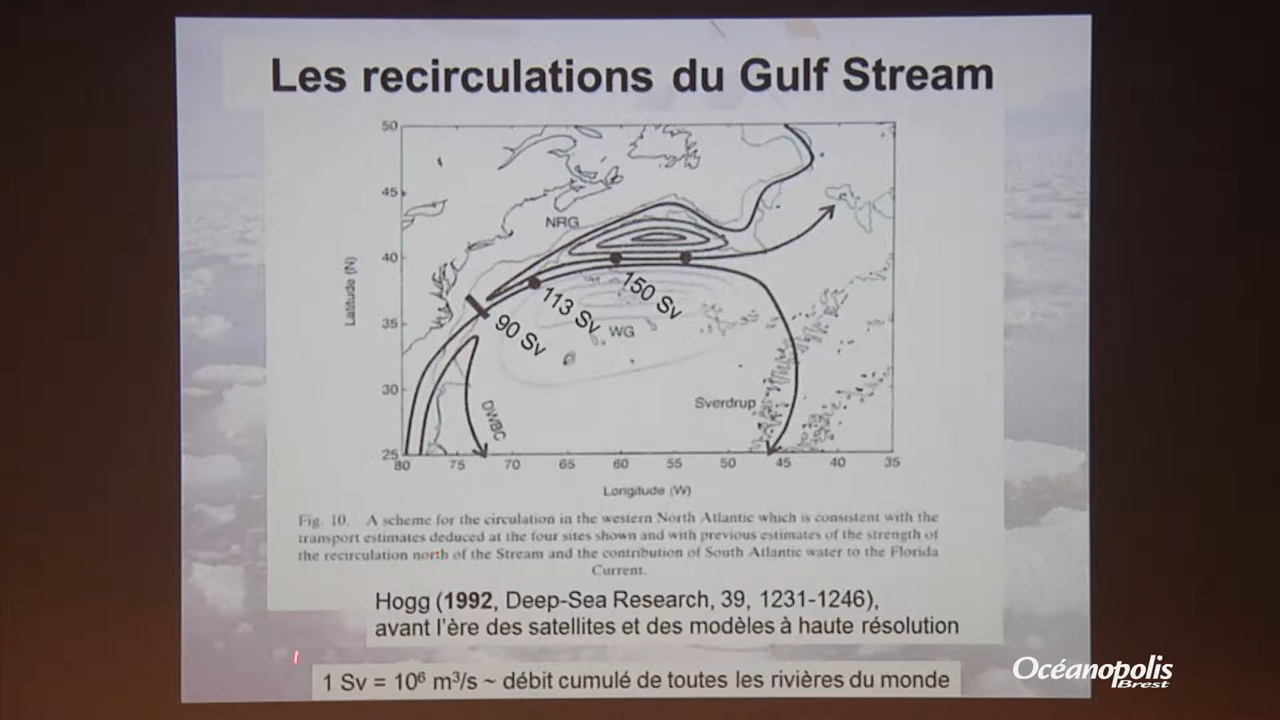 Les recirculations du Gulf Stream
50
45
40
35
30
25
Latitude (N)
NRG
150 Sv
113 Sv
WG
90 Sv
Sverdrup
DWBC
80 75 70 65 60 55 50 45 40 35
Longitude (W)
Fig. 10. A scheme for the circulation in the western North Atlantic which is consistent with the
transport estimates deduced at the four sites shown and with previous estimates of the strength of
the recirculation north of the Stream and the contribution of South Atlantic water to the Florida
Current.
Hogg (1992, Deep-Sea Research, 39, 1231-1246),
avant l'ère des satellites et des modèles à haute résolution
1 Sv = 10⁶ m³/s ~ débit cumulé de toutes les rivières du monde
Océanopolis
Brest